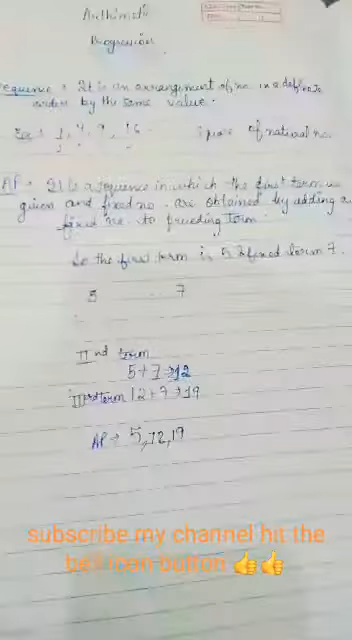 Arithmetic
Progression
Sequence : It is an arrangement of no. in a definite
order by the same value.
Ex : 1, 4, 9, 16 square of natural no.
AP → It is a sequence in which the first term is
given and fixed no. are obtained by adding a
fixed no. to preceding term.
So the first term is 5 & fixed term 7.
5 7
IInd term
5+7→12
IIIrd term 12+7→19
AP → 5,12,19
subscribe my channel hit the
bell icon button 👍👍